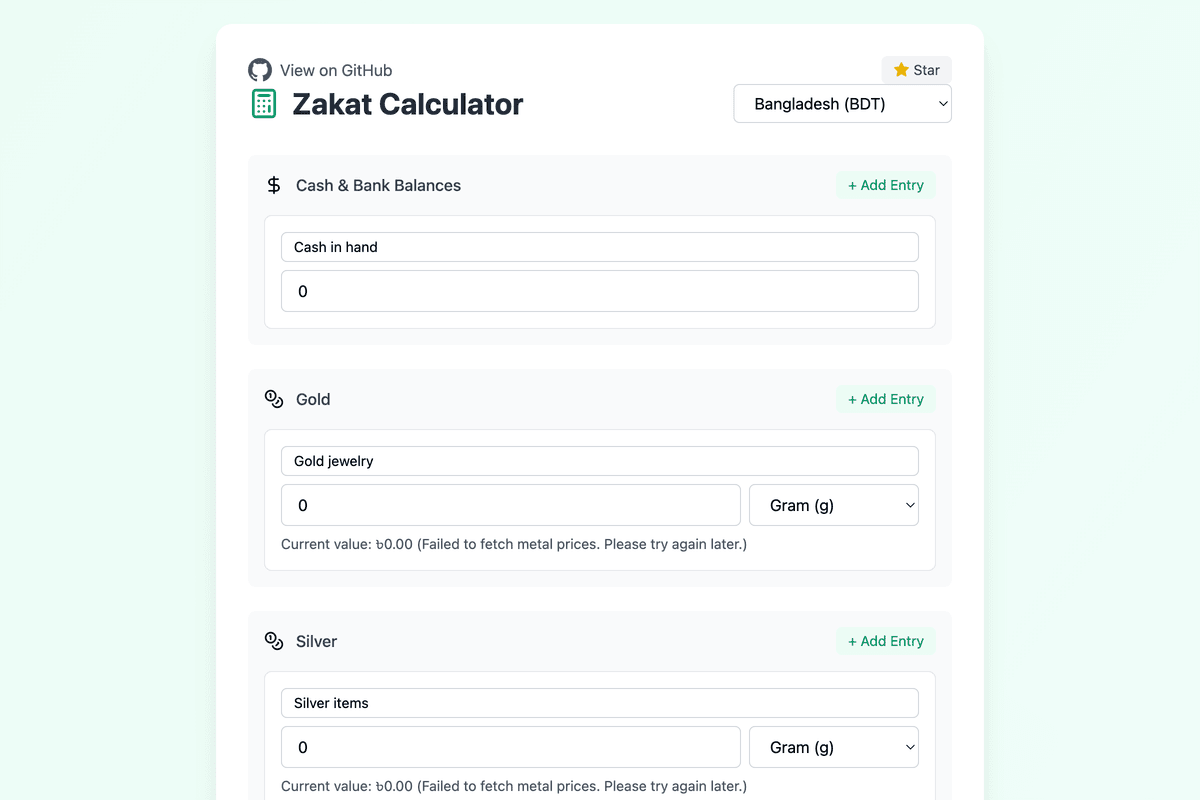 View on GitHub
Star
Zakat Calculator
Bangladesh (BDT)
$ Cash & Bank Balances
+ Add Entry
Cash in hand
0
Gold
+ Add Entry
Gold jewelry
0
Gram (g)
Current value: ৳0.00 (Failed to fetch metal prices. Please try again later.)
Silver
+ Add Entry
Silver items
0
Gram (g)
Current value: ৳0.00 (Failed to fetch metal prices. Please try again later.)